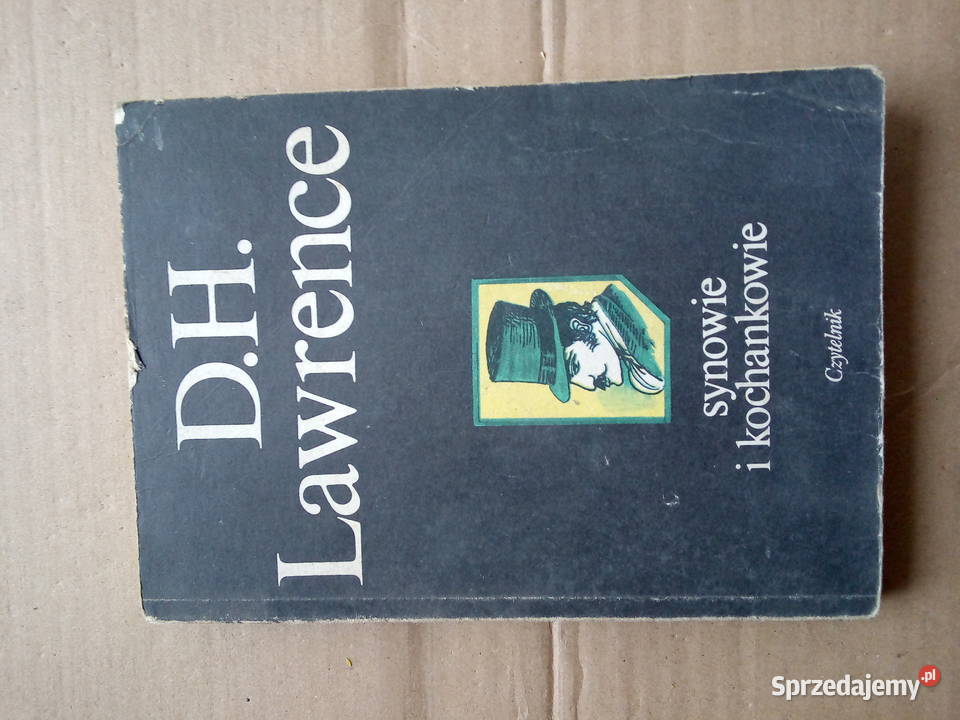 D.H.
Lawrence
synowie
i kochankowie
Czytelnik
Sprzedajemy.pl